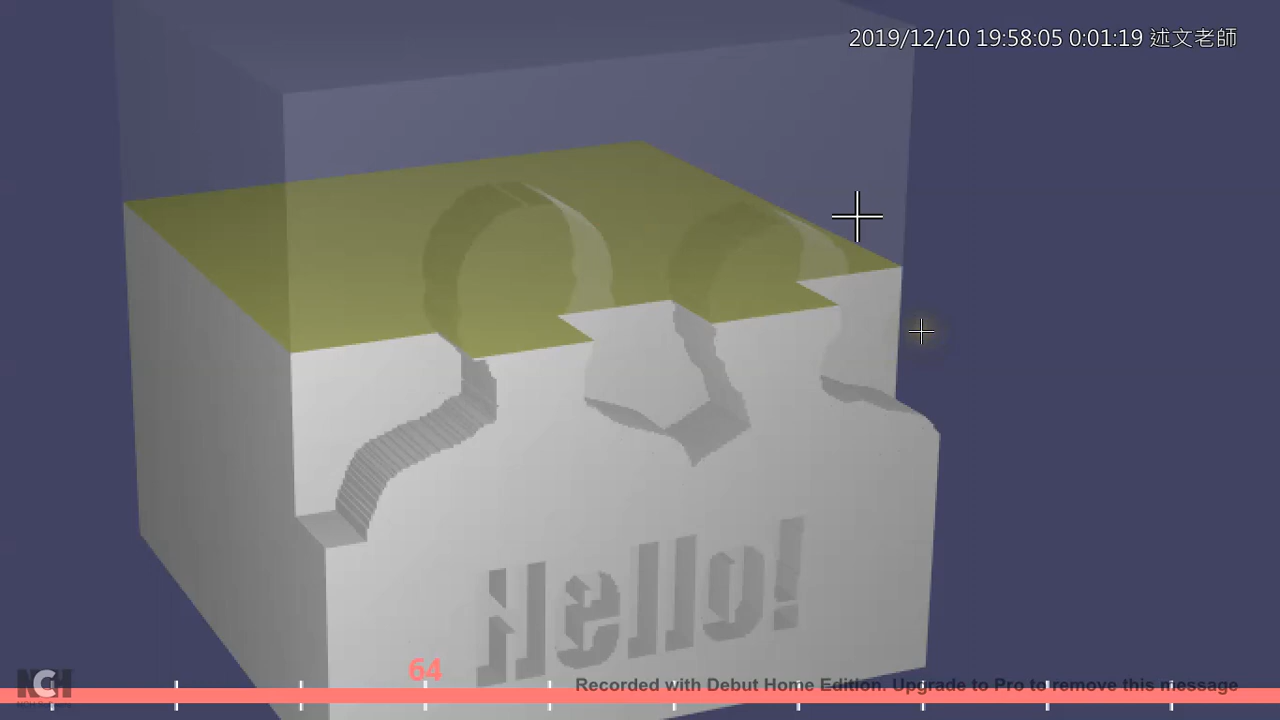 2019/12/10 19:58:05 0:01:19 述文老師
Hello!
64
NCH
Recorded with Debut Home Edition. Upgrade to Pro to remove this message